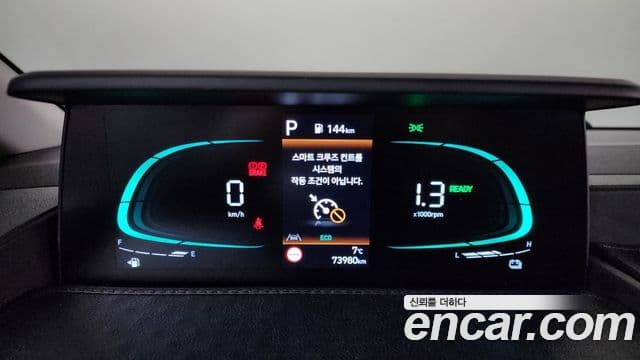 P 144km
스마트 크루즈 컨트롤
시스템의
작동 조건이 아닙니다.
BRAKE
0
km/h
1.3 READY
x1000rpm
ECO
F E
7℃
73980km
L H
신뢰를 더하다
encar.com